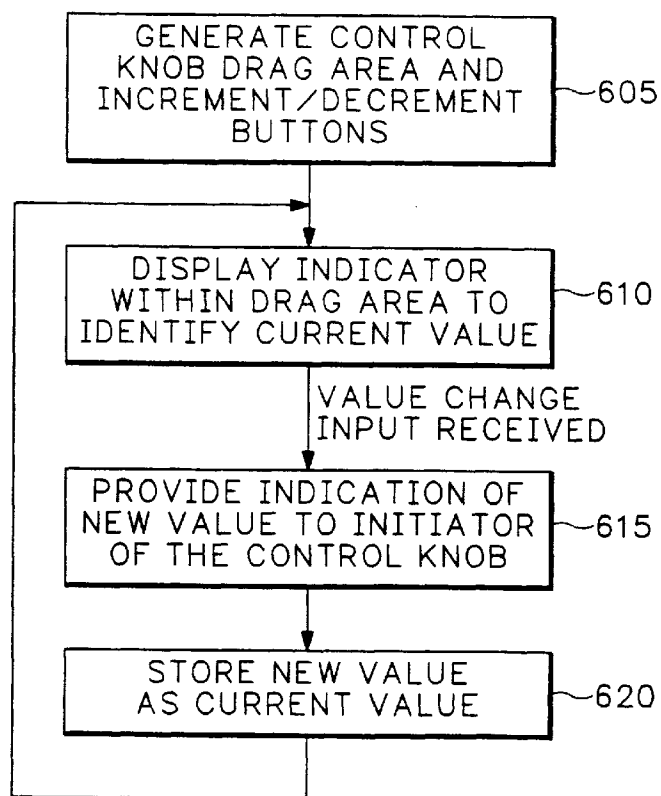 GENERATE CONTROL
KNOB DRAG AREA AND
INCREMENT/DECREMENT
BUTTONS
605
DISPLAY INDICATOR
WITHIN DRAG AREA TO
IDENTIFY CURRENT VALUE
610
VALUE CHANGE
INPUT RECEIVED
PROVIDE INDICATION OF
NEW VALUE TO INITIATOR
OF THE CONTROL KNOB
615
STORE NEW VALUE
AS CURRENT VALUE
620